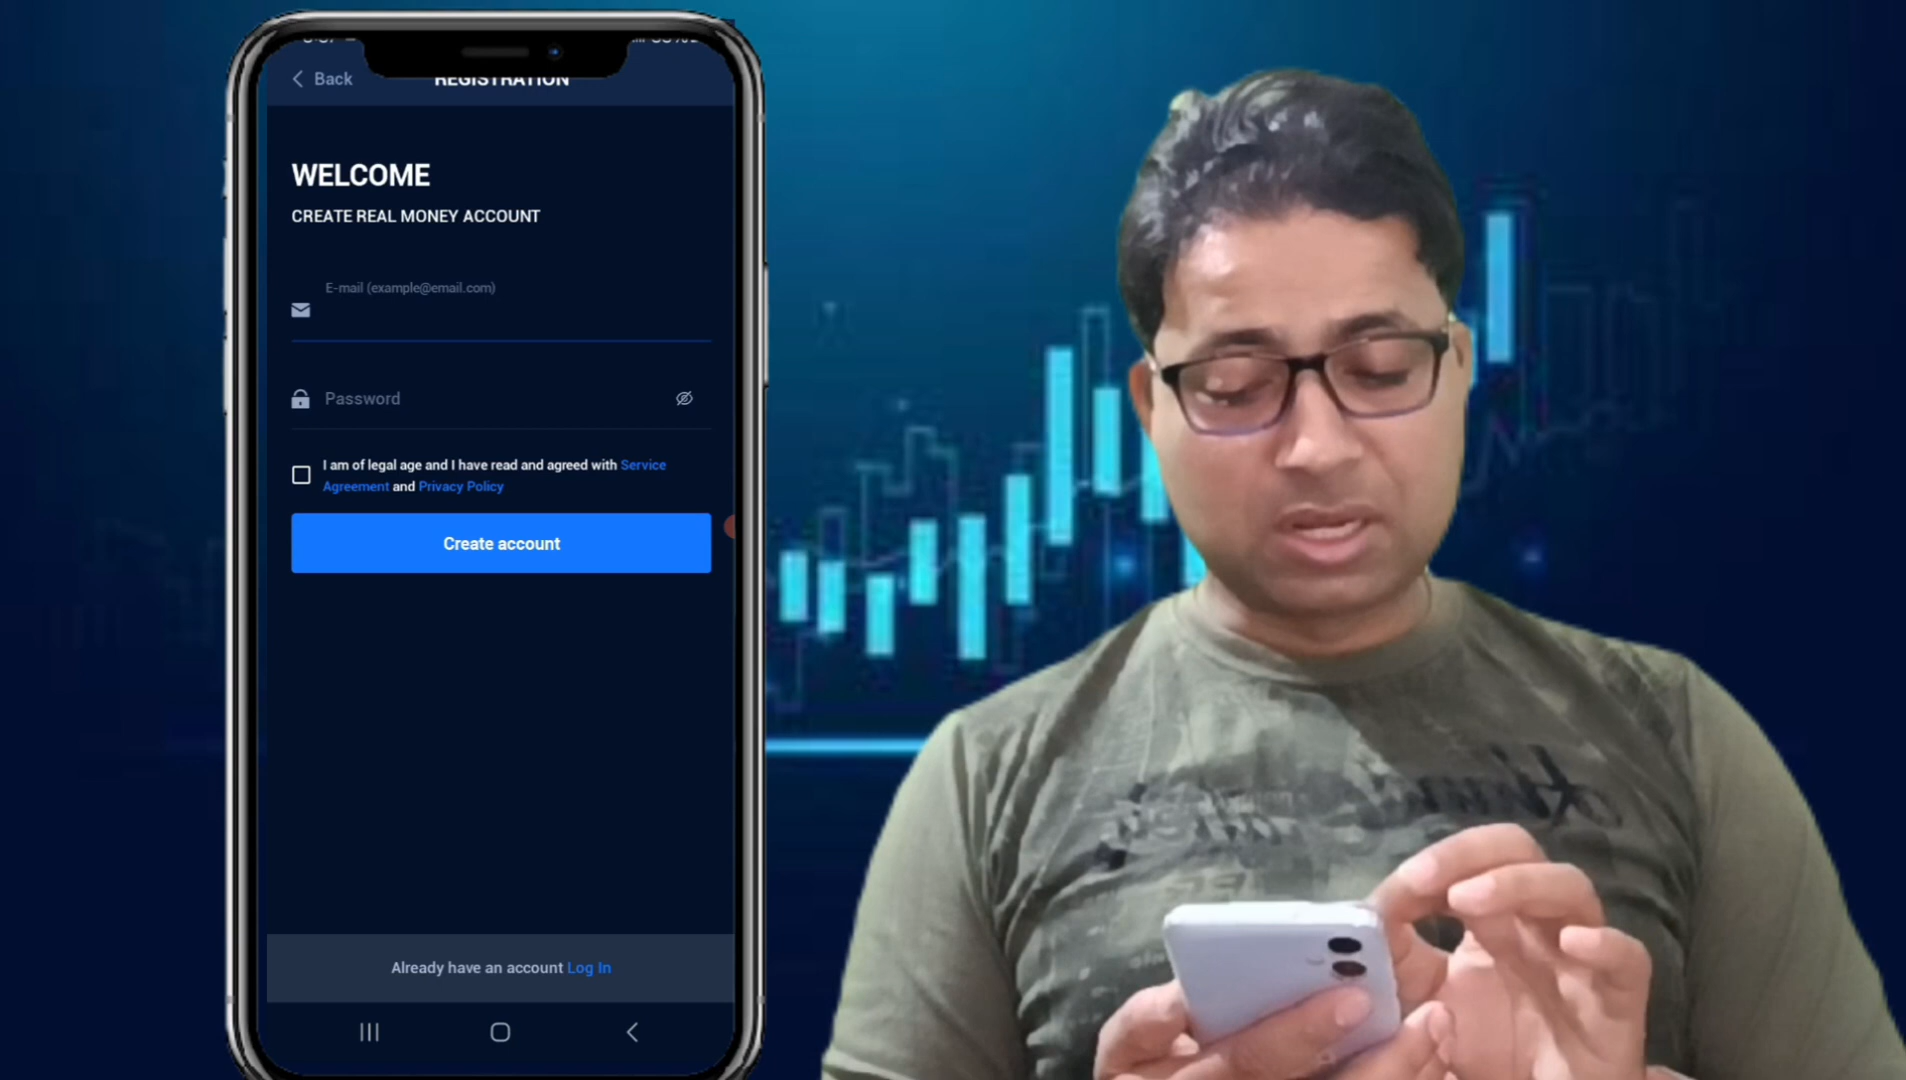 Back
REGISTRATION
WELCOME
CREATE REAL MONEY ACCOUNT
E-mail (example@email.com)
Password
I am of legal age and I have read and agreed with Service
Agreement and Privacy Policy
Create account
Already have an account Log In